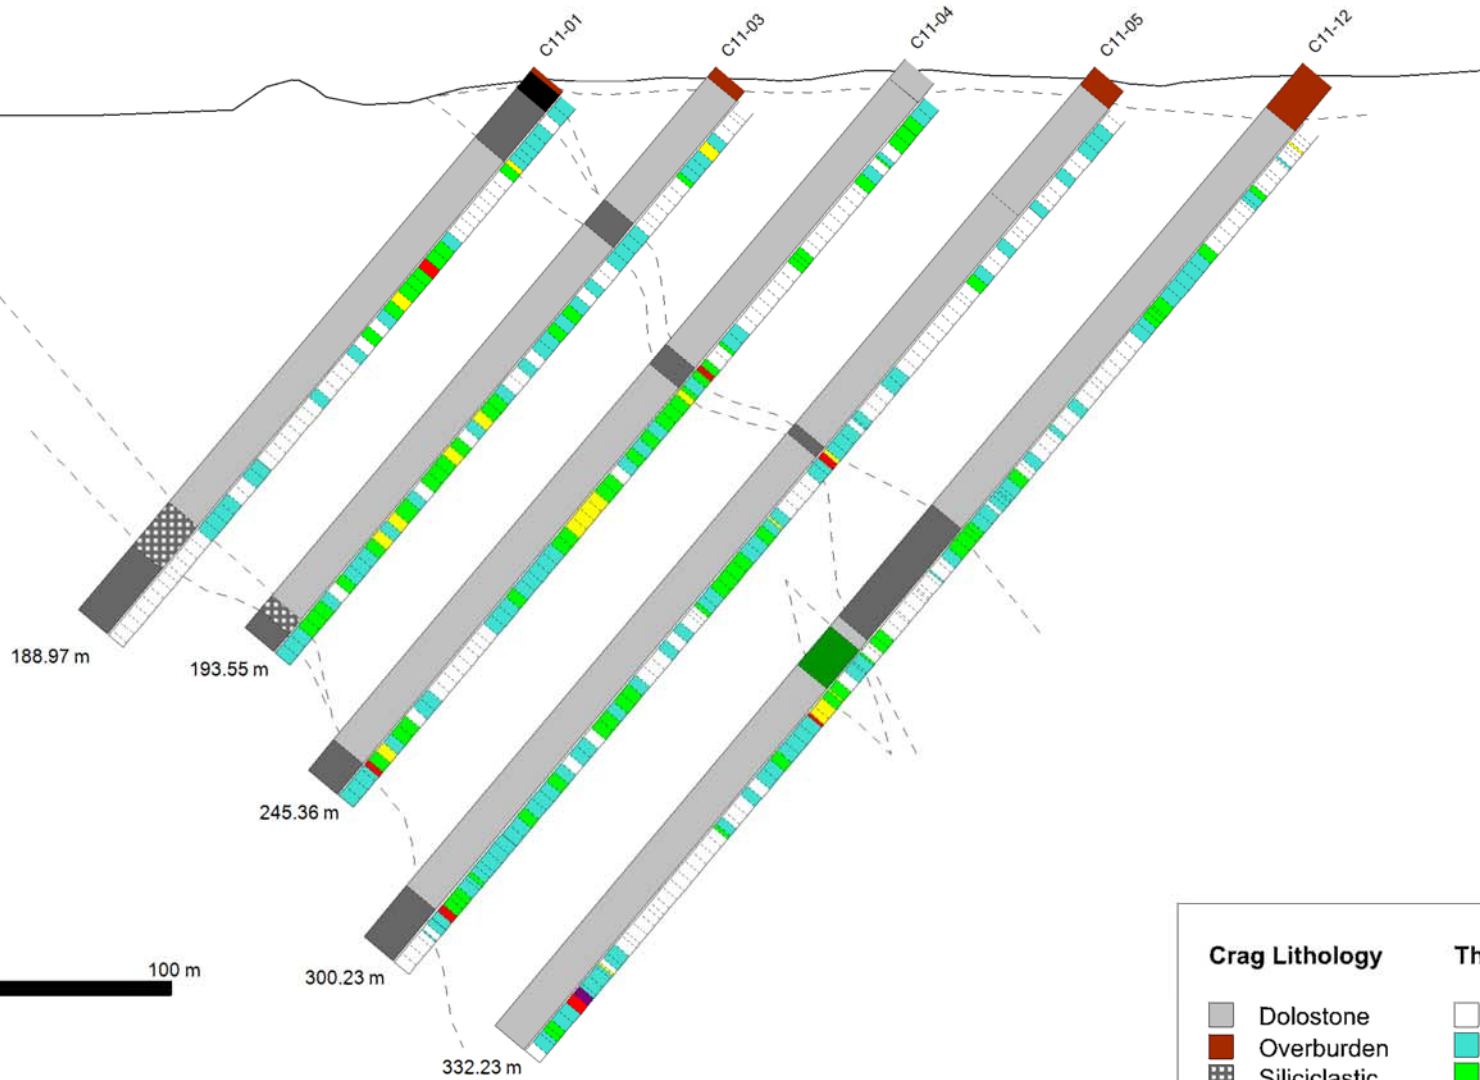 C11-01
C11-03
C11-04
C11-05
C11-12
188.97 m
193.55 m
245.36 m
300.23 m
332.23 m
100 m
Crag Lithology
Dolostone
Overburden
Siliciclastic